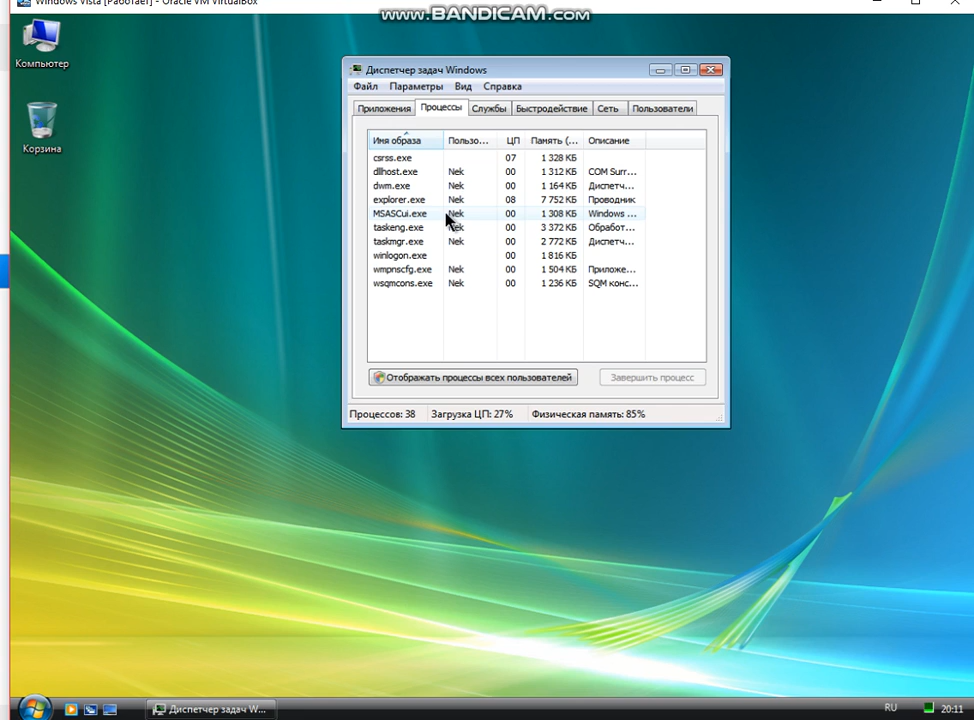 Windows Vista [Работает] - Oracle VM VirtualBox
www.BANDICAM.com
Компьютер
Корзина
Диспетчер задач Windows
Файл Параметры Вид Справка
Приложения Процессы Службы Быстродействие Сеть Пользователи
Имя образа Пользо... ЦП Память (... Описание
csrss.exe 07 1 328 КБ
dllhost.exe Nek 00 1 312 КБ COM Surr...
dwm.exe Nek 00 1 164 КБ Диспетч...
explorer.exe Nek 08 7 752 КБ Проводник
MSASCui.exe Nek 00 1 308 КБ Windows ...
taskeng.exe Nek 00 3 372 КБ Обработ...
taskmgr.exe Nek 00 2 772 КБ Диспетч...
winlogon.exe 00 1 816 КБ
wmpnscfg.exe Nek 00 1 504 КБ Приложе...
wsqmcons.exe Nek 00 1 236 КБ SQM конс...
Отображать процессы всех пользователей Завершить процесс
Процессов: 38 Загрузка ЦП: 27% Физическая память: 85%
Диспетчер задач W... RU 20:11